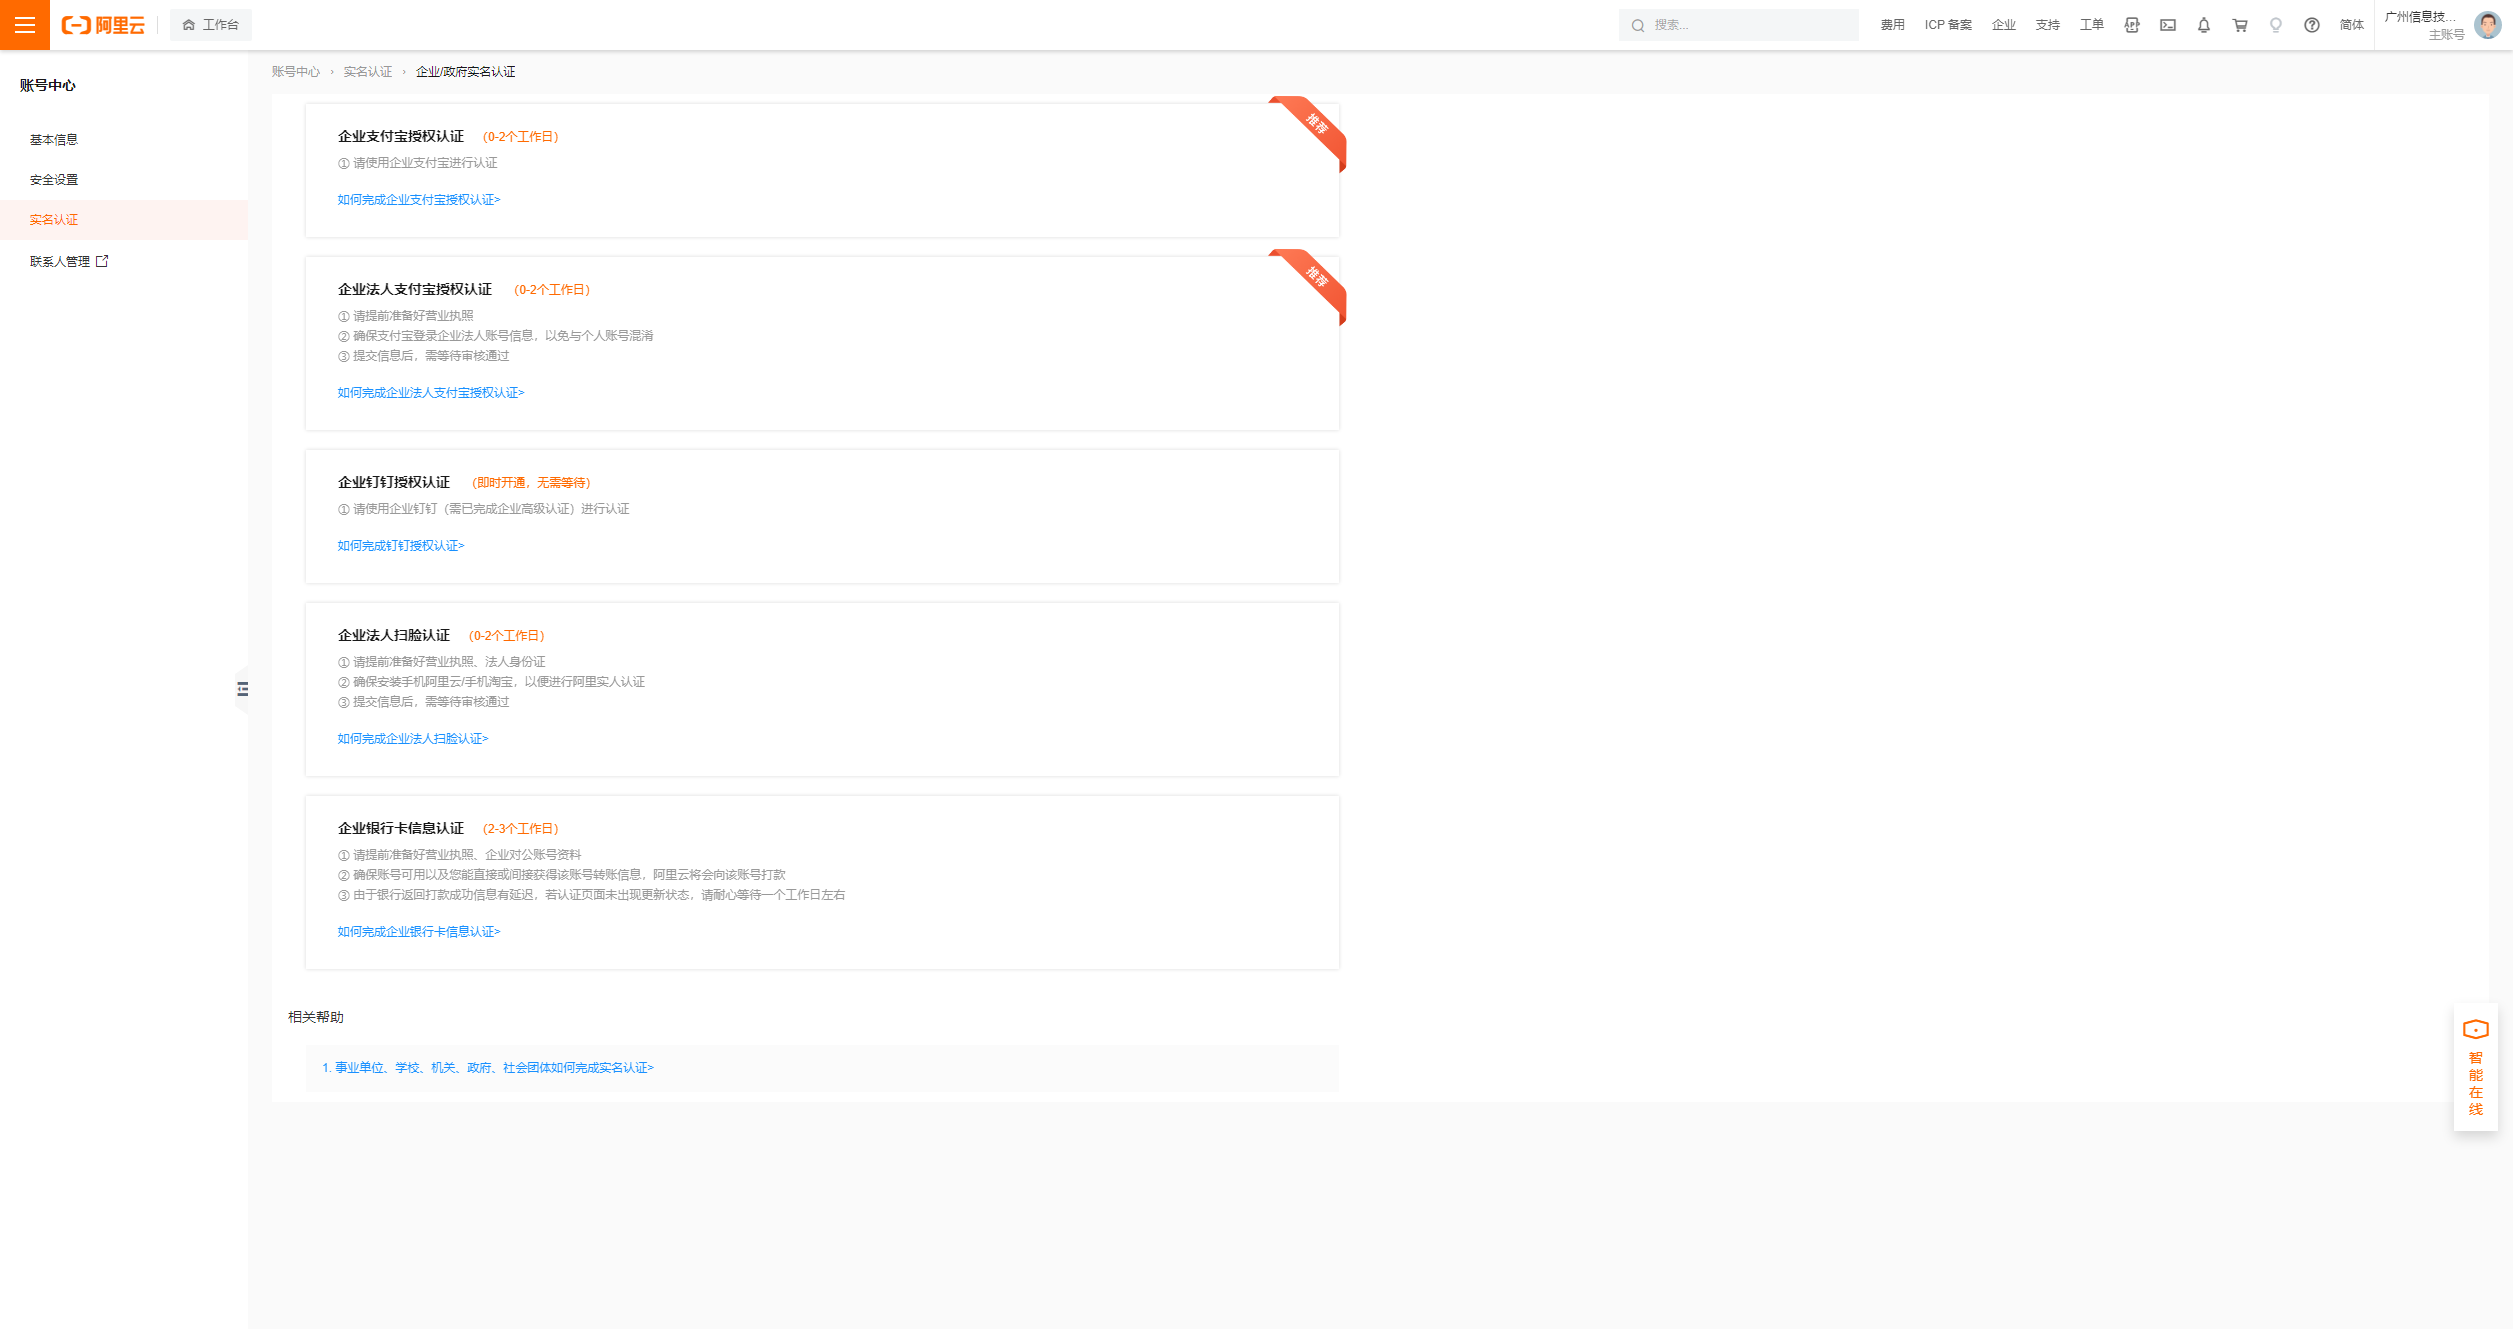 阿里云
工作台
搜索...
费用
ICP 备案
企业
支持
工单
简体
广州信息技...
主账号
账号中心
基本信息
安全设置
实名认证
联系人管理
账号中心 › 实名认证 › 企业/政府实名认证
推荐
企业支付宝授权认证 (0-2个工作日)
① 请使用企业支付宝进行认证
如何完成企业支付宝授权认证>
推荐
企业法人支付宝授权认证 (0-2个工作日)
① 请提前准备好营业执照
② 确保支付宝登录企业法人账号信息，以免与个人账号混淆
③ 提交信息后，需等待审核通过
如何完成企业法人支付宝授权认证>
企业钉钉授权认证 (即时开通，无需等待)
① 请使用企业钉钉（需已完成企业高级认证）进行认证
如何完成钉钉授权认证>
企业法人扫脸认证 (0-2个工作日)
① 请提前准备好营业执照、法人身份证
② 确保安装手机阿里云/手机淘宝，以便进行阿里实人认证
③ 提交信息后，需等待审核通过
如何完成企业法人扫脸认证>
企业银行卡信息认证 (2-3个工作日)
① 请提前准备好营业执照、企业对公账号资料
② 确保账号可用以及您能直接或间接获得该账号转账信息，阿里云将会向该账号打款
③ 由于银行返回打款成功信息有延迟，若认证页面未出现更新状态，请耐心等待一个工作日左右
如何完成企业银行卡信息认证>
相关帮助
1. 事业单位、学校、机关、政府、社会团体如何完成实名认证>
智能在线